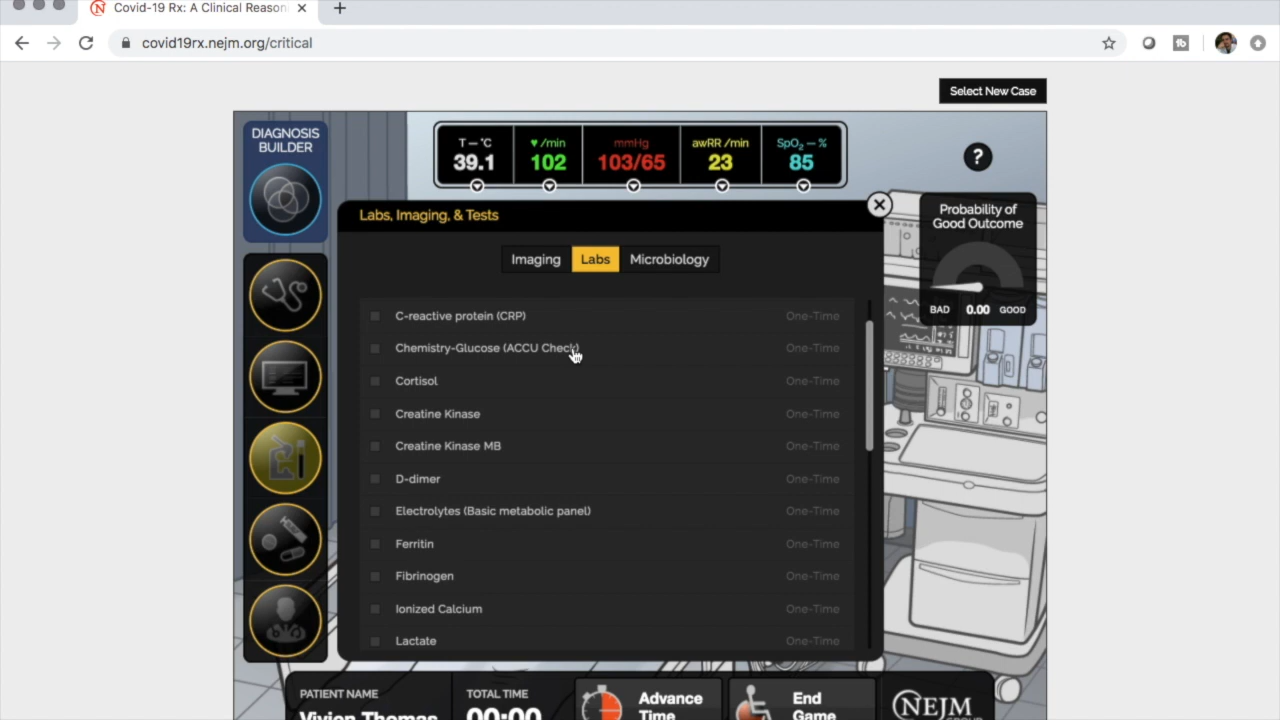 Covid-19 Rx: A Clinical Reason
covid19rx.nejm.org/critical
Select New Case
DIAGNOSIS
BUILDER
T – °C
39.1
♥ /min
102
mmHg
103/65
awRR /min
23
SpO₂ – %
85
?
Labs, Imaging, & Tests
Imaging
Labs
Microbiology
Probability of
Good Outcome
BAD
0.00
GOOD
C-reactive protein (CRP) One-Time
Chemistry-Glucose (ACCU Check) One-Time
Cortisol One-Time
Creatine Kinase One-Time
Creatine Kinase MB One-Time
D-dimer One-Time
Electrolytes (Basic metabolic panel) One-Time
Ferritin One-Time
Fibrinogen One-Time
Ionized Calcium One-Time
Lactate One-Time
PATIENT NAME
Vivien Thomas
TOTAL TIME
00:00
Advance
Time
End
Game
NEJM
GROUP